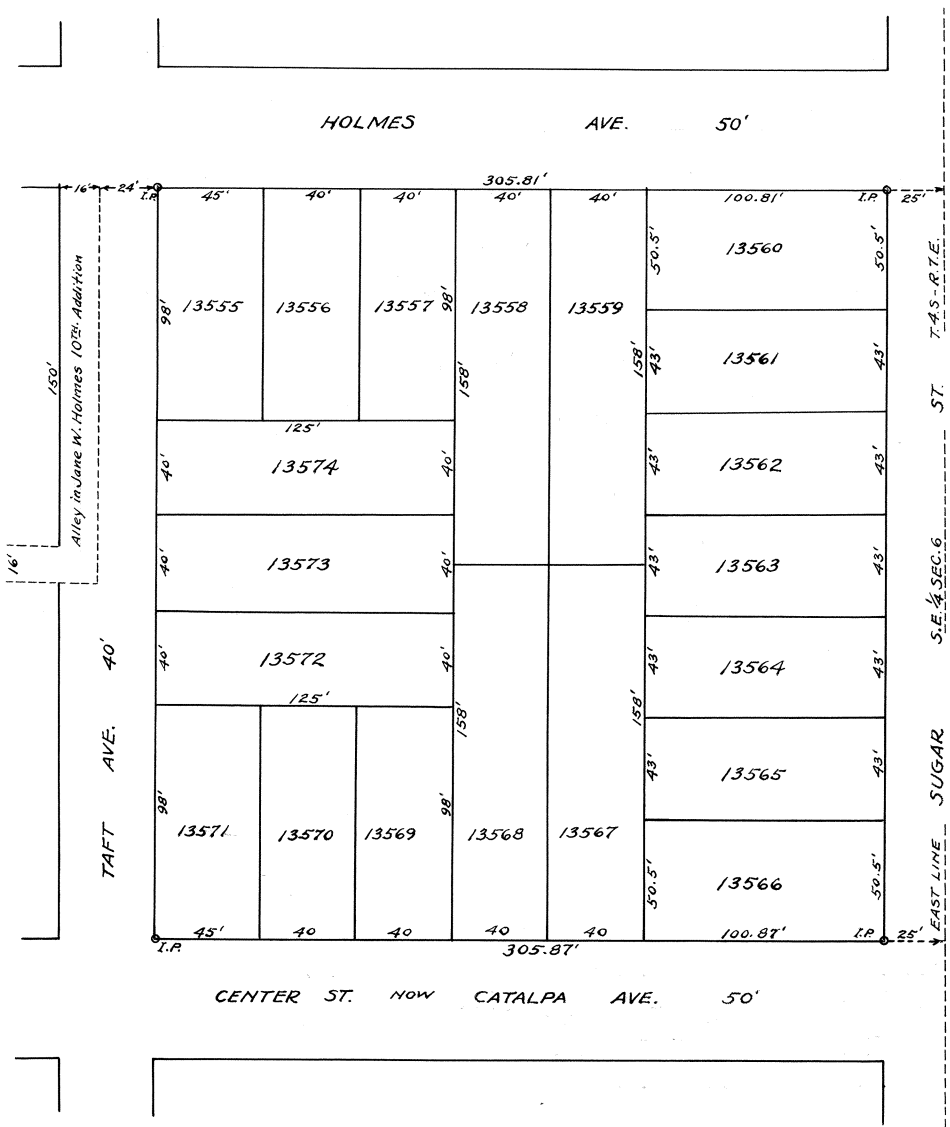 HOLMES AVE. 50'
16' 24' I.P. 45' 40' 40' 305.81' 40' 40' 100.81' I.P. 25'
98' 13555 13556 13557 98' 13558 13559
158' 158'
50.5' 13560 50.5'
43' 13561 43'
43' 13562 43'
43' 13563 43'
43' 13564 43'
43' 13565 43'
50.5' 13566 50.5'
125'
40' 13574 40'
40' 13573 40'
40' 13572 40'
125'
158' 158'
98' 13571 13570 13569 98' 13568 13567
I.P. 45' 40 40 40 40 100.87' I.P. 25'
305.87'
150'
Alley in Jane W. Holmes 10TH. Addition
16'
TAFT AVE. 40'
EAST LINE S.E. 1/4 SEC. 6 T.4.S-R.7.E.
SUGAR ST.
CENTER ST. NOW CATALPA AVE. 50'